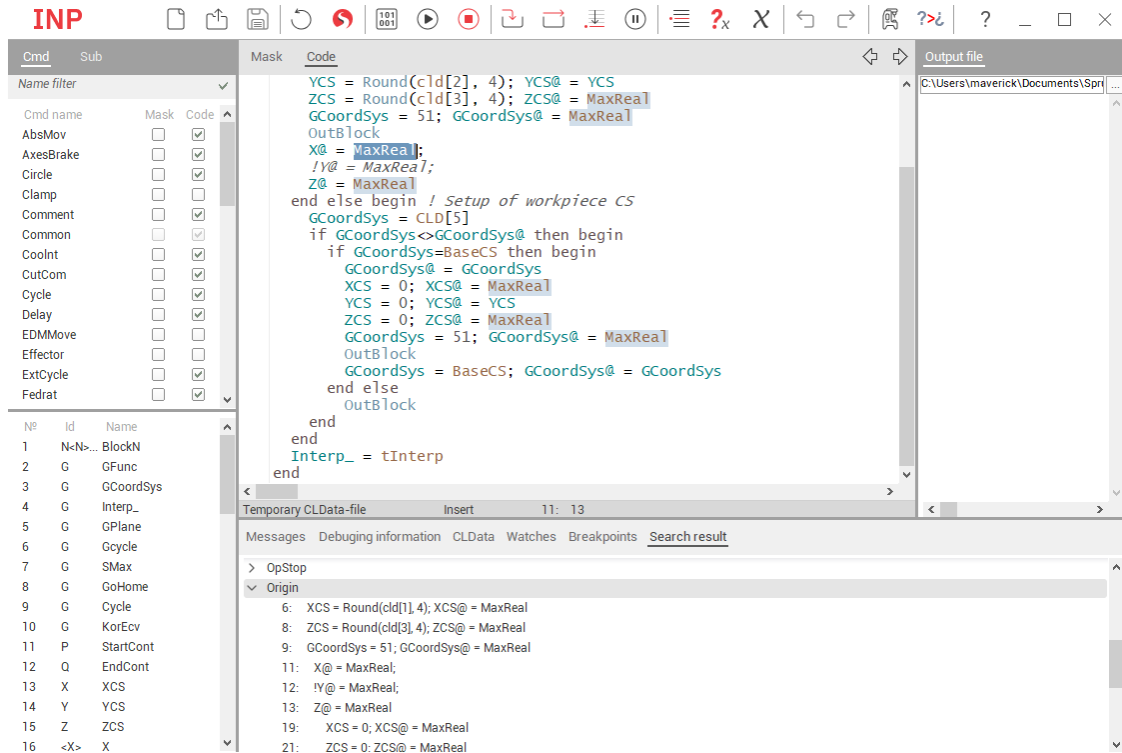 INP
101
001
?x
X
?>¿
?
Cmd Sub
Name filter
Cmd name Mask Code
AbsMov
AxesBrake
Circle
Clamp
Comment
Common
Coolnt
CutCom
Cycle
Delay
EDMMove
Effector
ExtCycle
Fedrat
Nº Id Name
1 N<N>... BlockN
2 G GFunc
3 G GCoordSys
4 G Interp_
5 G GPlane
6 G Gcycle
7 G SMax
8 G GoHome
9 G Cycle
10 G KorEcv
11 P StartCont
12 Q EndCont
13 X XCS
14 Y YCS
15 Z ZCS
16 <X> X
Mask Code
YCS = Round(cld[2], 4); YCS@ = YCS
ZCS = Round(cld[3], 4); ZCS@ = MaxReal
GCoordSys = 51; GCoordSys@ = MaxReal
OutBlock
X@ = MaxReal;
!Y@ = MaxReal;
Z@ = MaxReal
end else begin ! Setup of workpiece CS
GCoordSys = CLD[5]
if GCoordSys<>GCoordSys@ then begin
if GCoordSys=BaseCS then begin
GCoordSys@ = GCoordSys
XCS = 0; XCS@ = MaxReal
YCS = 0; YCS@ = YCS
ZCS = 0; ZCS@ = MaxReal
GCoordSys = 51; GCoordSys@ = MaxReal
OutBlock
GCoordSys = BaseCS; GCoordSys@ = GCoordSys
end else
OutBlock
end
end
Interp_ = tInterp
end
Temporary CLData-file Insert 11: 13
Output file
C:\Users\maverick\Documents\Spru ...
Messages Debuging information CLData Watches Breakpoints Search result
OpStop
Origin
6: XCS = Round(cld[1], 4); XCS@ = MaxReal
8: ZCS = Round(cld[3], 4); ZCS@ = MaxReal
9: GCoordSys = 51; GCoordSys@ = MaxReal
11: X@ = MaxReal;
12: !Y@ = MaxReal;
13: Z@ = MaxReal
19: XCS = 0; XCS@ = MaxReal
21: ZCS = 0; ZCS@ = MaxReal